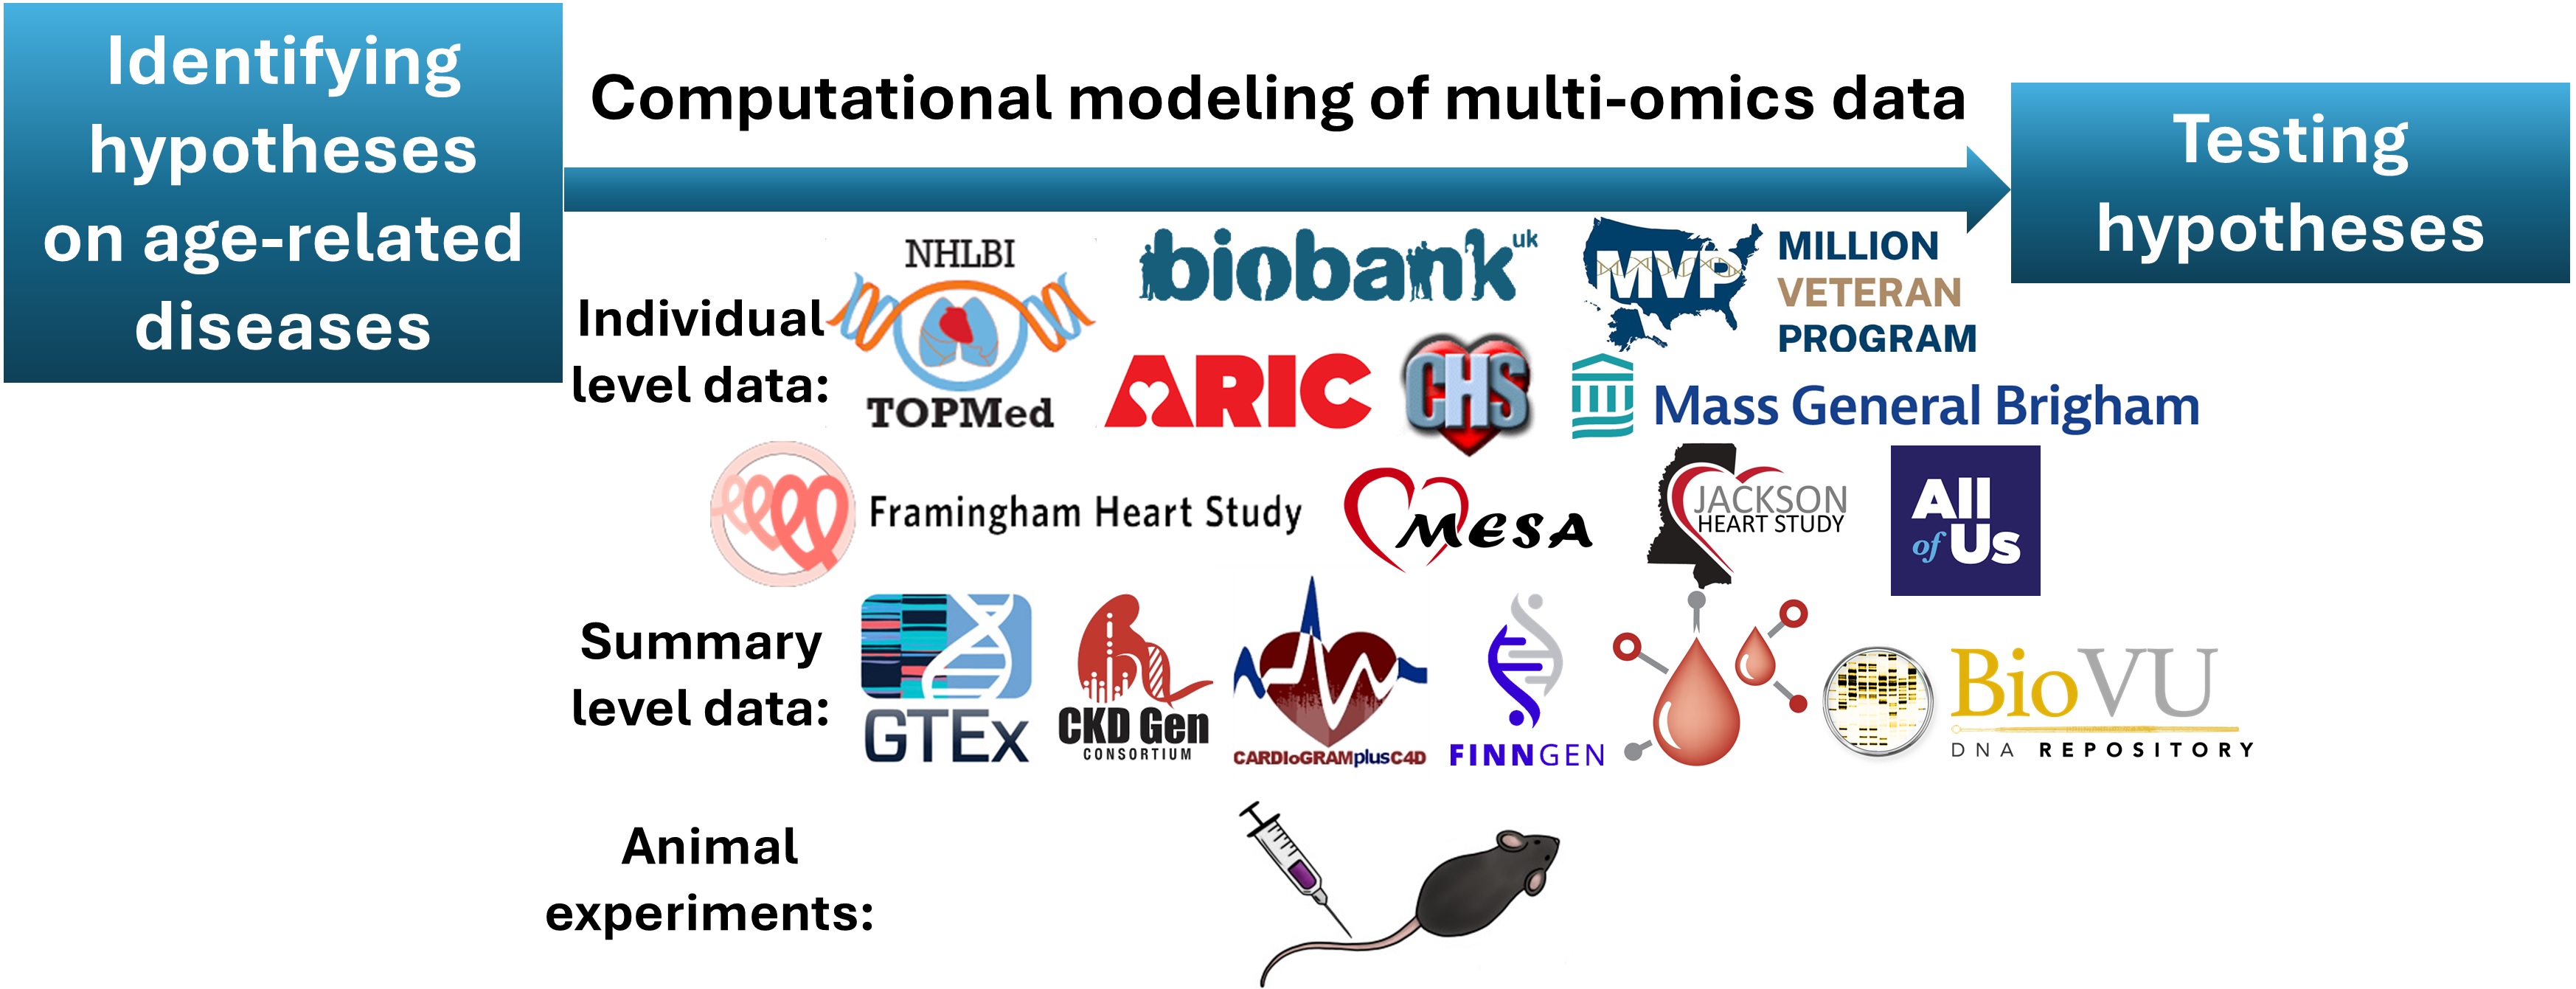 Identifying
hypotheses
on age-related
diseases
Computational modeling of multi-omics data
Testing
hypotheses
Individual
level data:
NHLBI
TOPMed
biobank uk
MVP
MILLION
VETERAN
PROGRAM
ARIC
CHS
Mass General Brigham
Framingham Heart Study
MESA
JACKSON
HEART STUDY
All
of Us
Summary
level data:
GTEx
CKD Gen
CONSORTIUM
CARDIoGRAMplusC4D
FINNGEN
BioVU
DNA REPOSITORY
Animal
experiments: